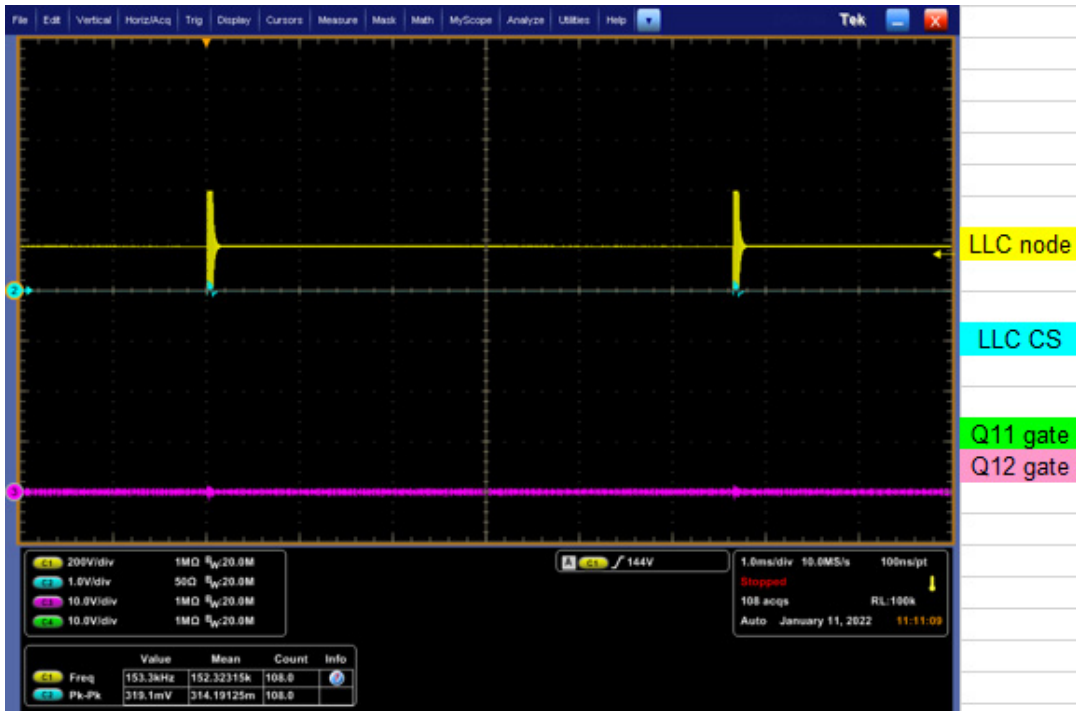 File Edit Vertical Horiz/Acq Trig Display Cursors Measure Mask Math MyScope Analyze Utilities Help Tek
LLC node
2
LLC CS
Q11 gate
Q12 gate
3
C1 200V/div 1MΩ BW:20.0M
C2 1.0V/div 50Ω BW:20.0M
C3 10.0V/div 1MΩ BW:20.0M
C4 10.0V/div 1MΩ BW:20.0M
A C1 144V
1.0ms/div 10.0MS/s 100ns/pt
Stopped
108 acqs RL:100k
Auto January 11, 2022 11:11:09
Value Mean Count Info
C1 Freq 153.3kHz 152.32315k 108.0
C2 Pk-Pk 319.1mV 314.19125m 108.0